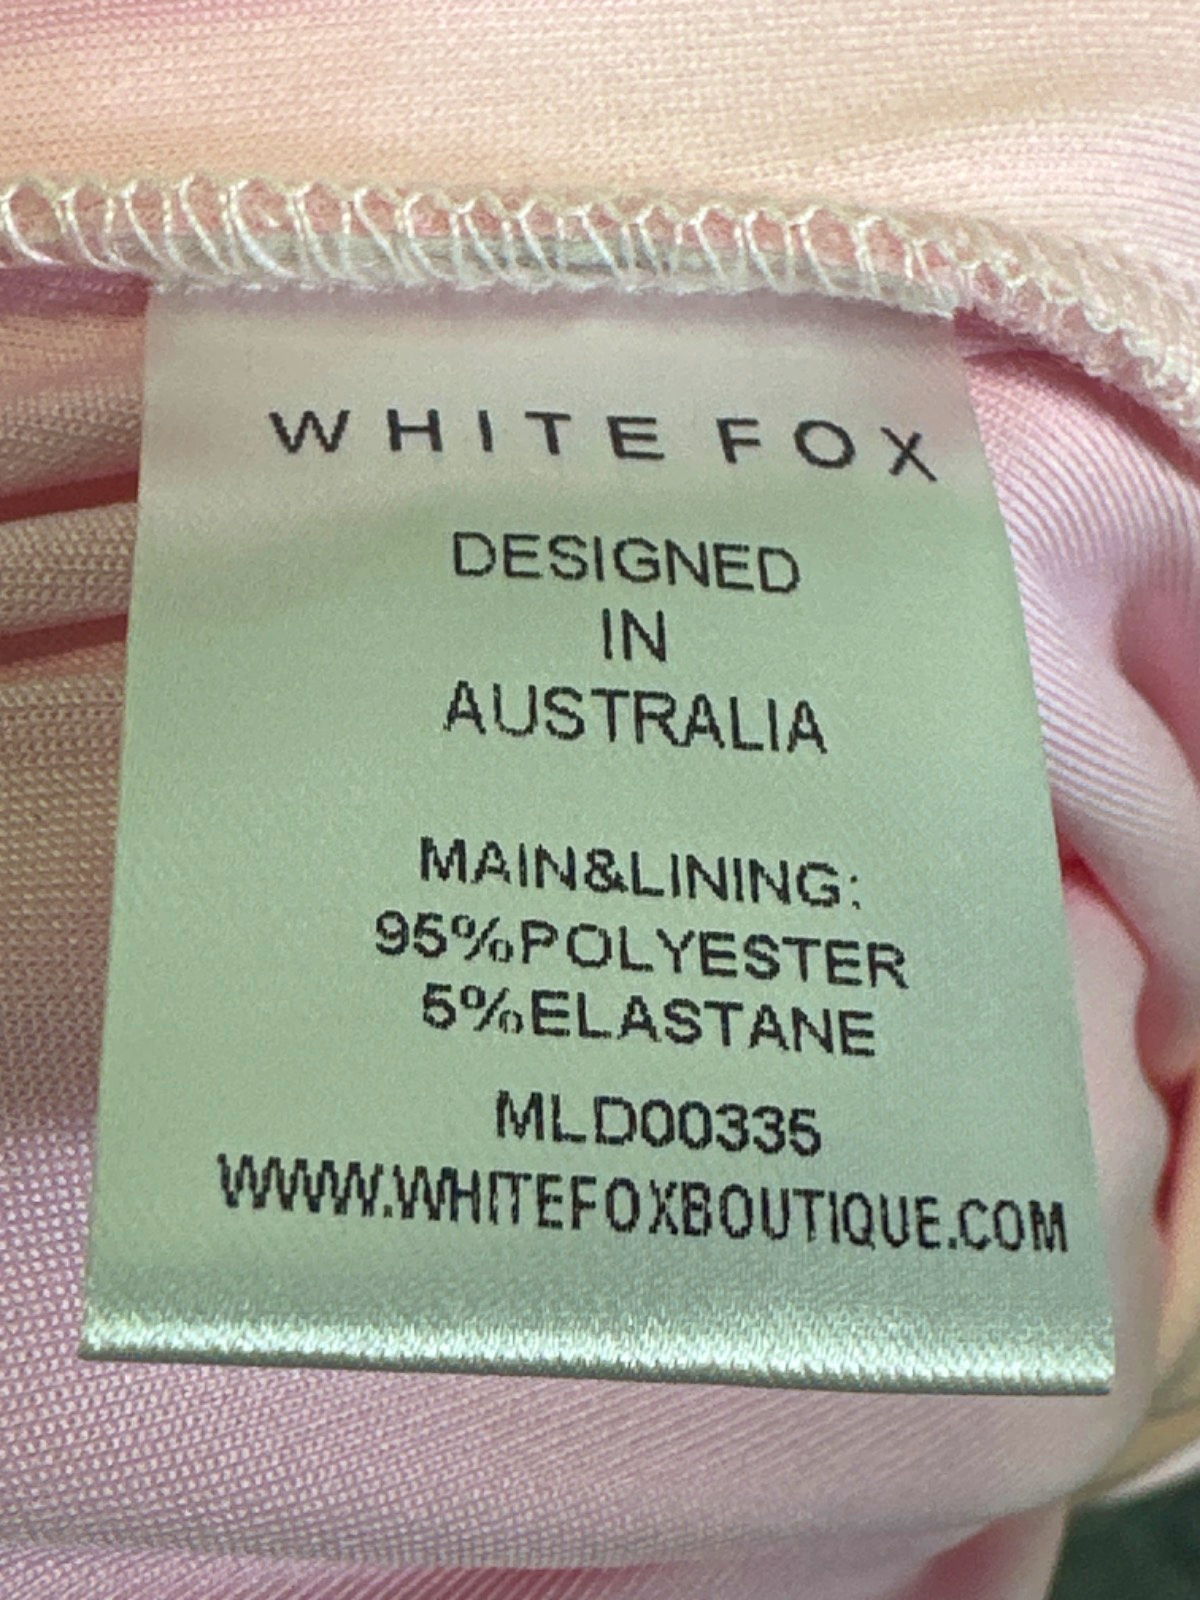 WHITE FOX
DESIGNED
IN
AUSTRALIA
MAIN&LINING:
95%POLYESTER
5%ELASTANE
MLD00335
WWW.WHITEFOXBOUTIQUE.COM